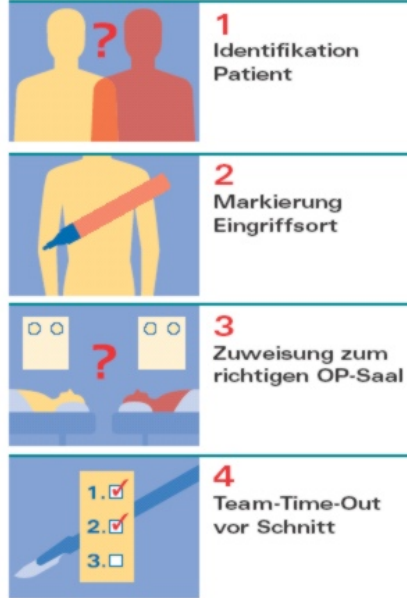 ?
1
Identifikation
Patient
2
Markierung
Eingriffsort
?
3
Zuweisung zum
richtigen OP-Saal
1.☑
2.☑
3.☐
4
Team-Time-Out
vor Schnitt